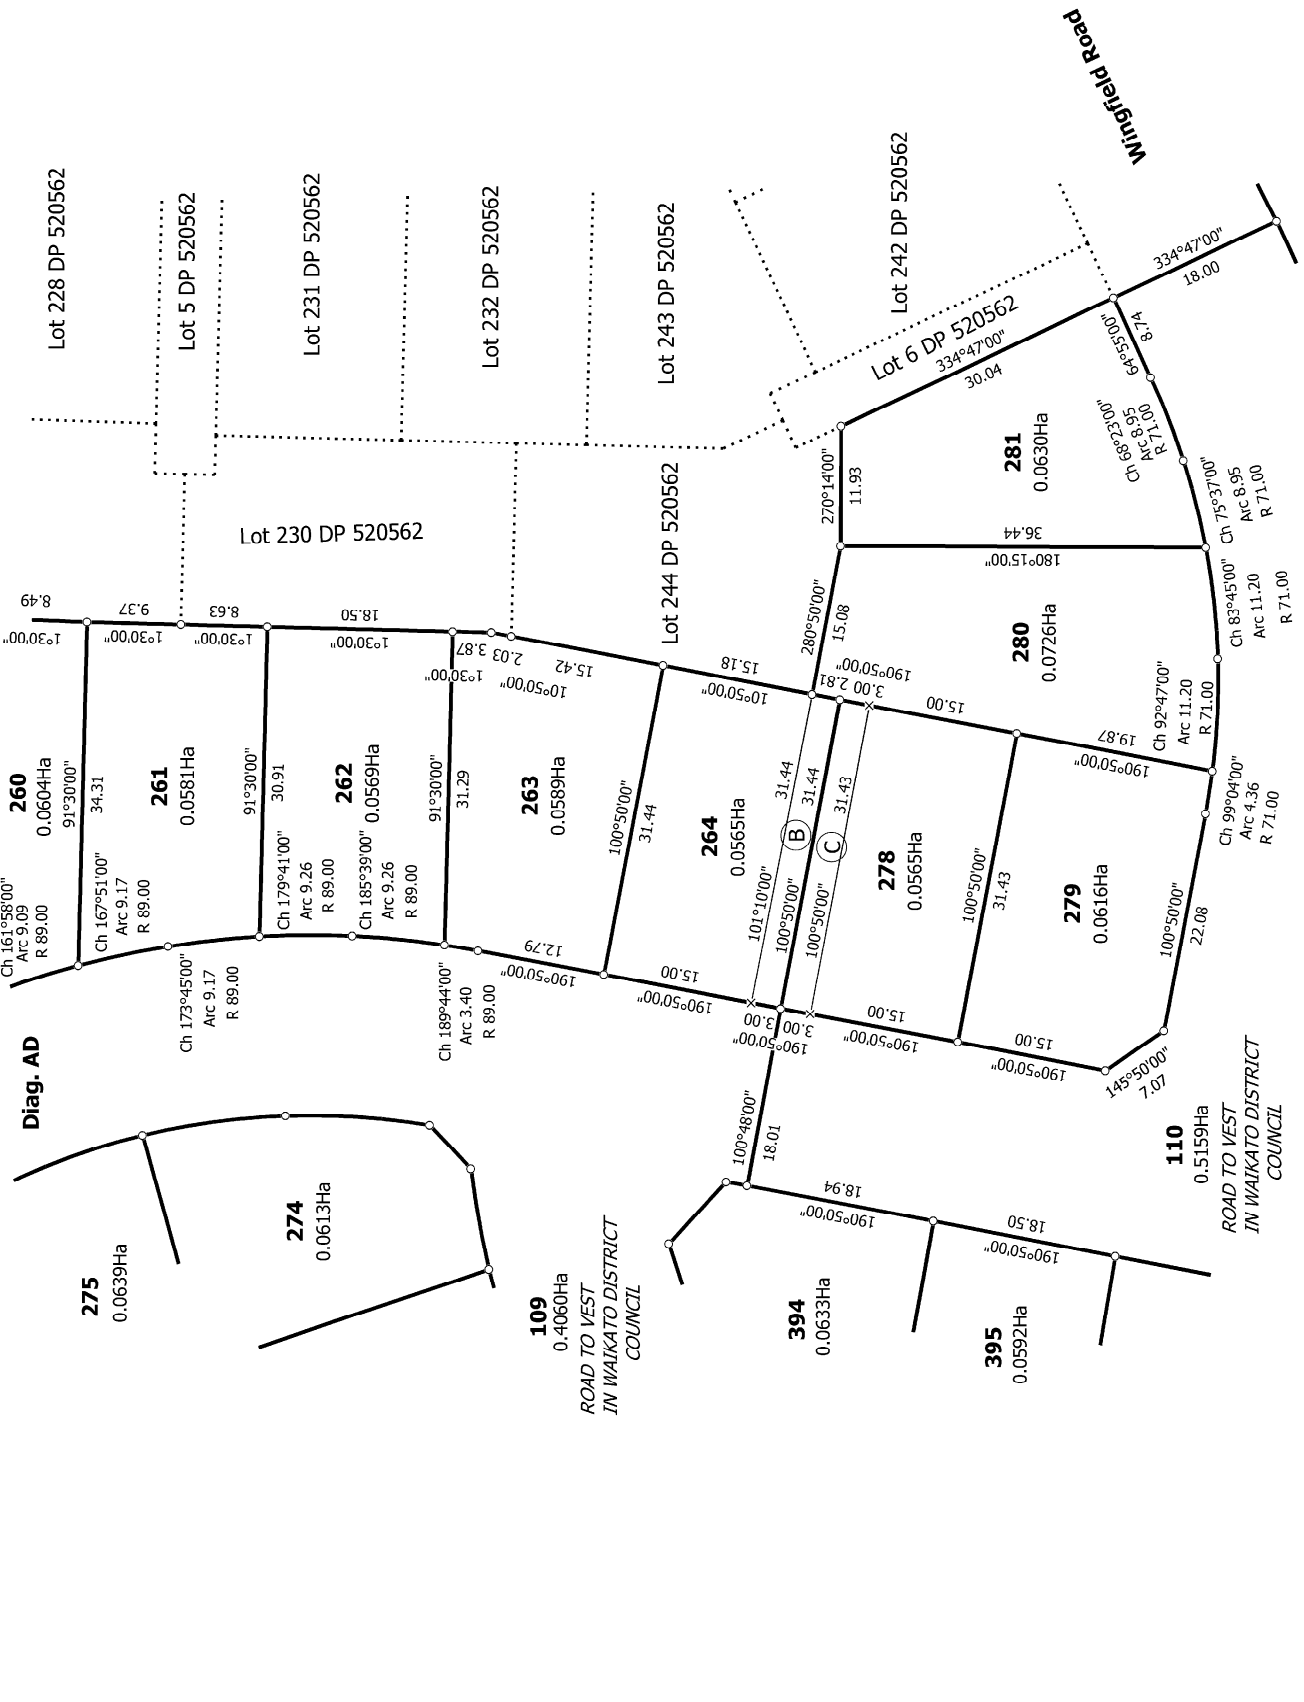 Diag. AD
Wingfield Road
Lot 228 DP 520562
Lot 5 DP 520562
Lot 231 DP 520562
Lot 232 DP 520562
Lot 243 DP 520562
Lot 242 DP 520562
Lot 230 DP 520562
Lot 244 DP 520562
Lot 6 DP 520562
334°47'00"
30.04
334°47'00"
18.00
270°14'00"
11.93
8.49
1°30'00"
9.37
1°30'00"
8.63
1°30'00"
18.50
1°30'00"
3.87
1°30'00"
2.03
15.42
10°50'00"
15.18
10°50'00"
280°50'00"
15.08
2.81
3.00
190°50'00"
15.00
19.87
190°50'00"
36.44
180°15'00"
260
0.0604Ha
91°30'00"
34.31
261
0.0581Ha
91°30'00"
30.91
262
0.0569Ha
91°30'00"
31.29
263
0.0589Ha
100°50'00"
31.44
264
0.0565Ha
31.44
101°10'00"
B
31.44
100°50'00"
C
31.43
100°50'00"
278
0.0565Ha
100°50'00"
31.43
279
0.0616Ha
100°50'00"
22.08
280
0.0726Ha
281
0.0630Ha
64°55'00"
8.74
Ch 68°23'00"
Arc 8.95
R 71.00
Ch 75°37'00"
Arc 8.95
R 71.00
Ch 83°45'00"
Arc 11.20
R 71.00
Ch 92°47'00"
Arc 11.20
R 71.00
Ch 99°04'00"
Arc 4.36
R 71.00
Ch 161°58'00"
Arc 9.09
R 89.00
Ch 167°51'00"
Arc 9.17
R 89.00
Ch 173°45'00"
Arc 9.17
R 89.00
Ch 179°41'00"
Arc 9.26
R 89.00
Ch 185°39'00"
Arc 9.26
R 89.00
Ch 189°44'00"
Arc 3.40
R 89.00
12.79
190°50'00"
15.00
190°50'00"
3.00
3.00
190°50'00"
15.00
190°50'00"
15.00
190°50'00"
145°50'00"
7.07
100°48'00"
18.01
18.94
190°50'00"
18.50
190°50'00"
275
0.0639Ha
274
0.0613Ha
109
0.4060Ha
ROAD TO VEST
IN WAIKATO DISTRICT
COUNCIL
394
0.0633Ha
395
0.0592Ha
110
0.5159Ha
ROAD TO VEST
IN WAIKATO DISTRICT
COUNCIL